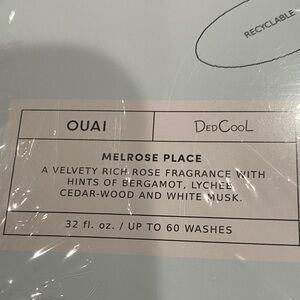 RECYCLABLE
OUAI
DEDCOOL
MELROSE PLACE
A VELVETY RICH ROSE FRAGRANCE WITH
HINTS OF BERGAMOT, LYCHEE,
CEDAR-WOOD AND WHITE MUSK.
32 fl. oz. / UP TO 60 WASHES